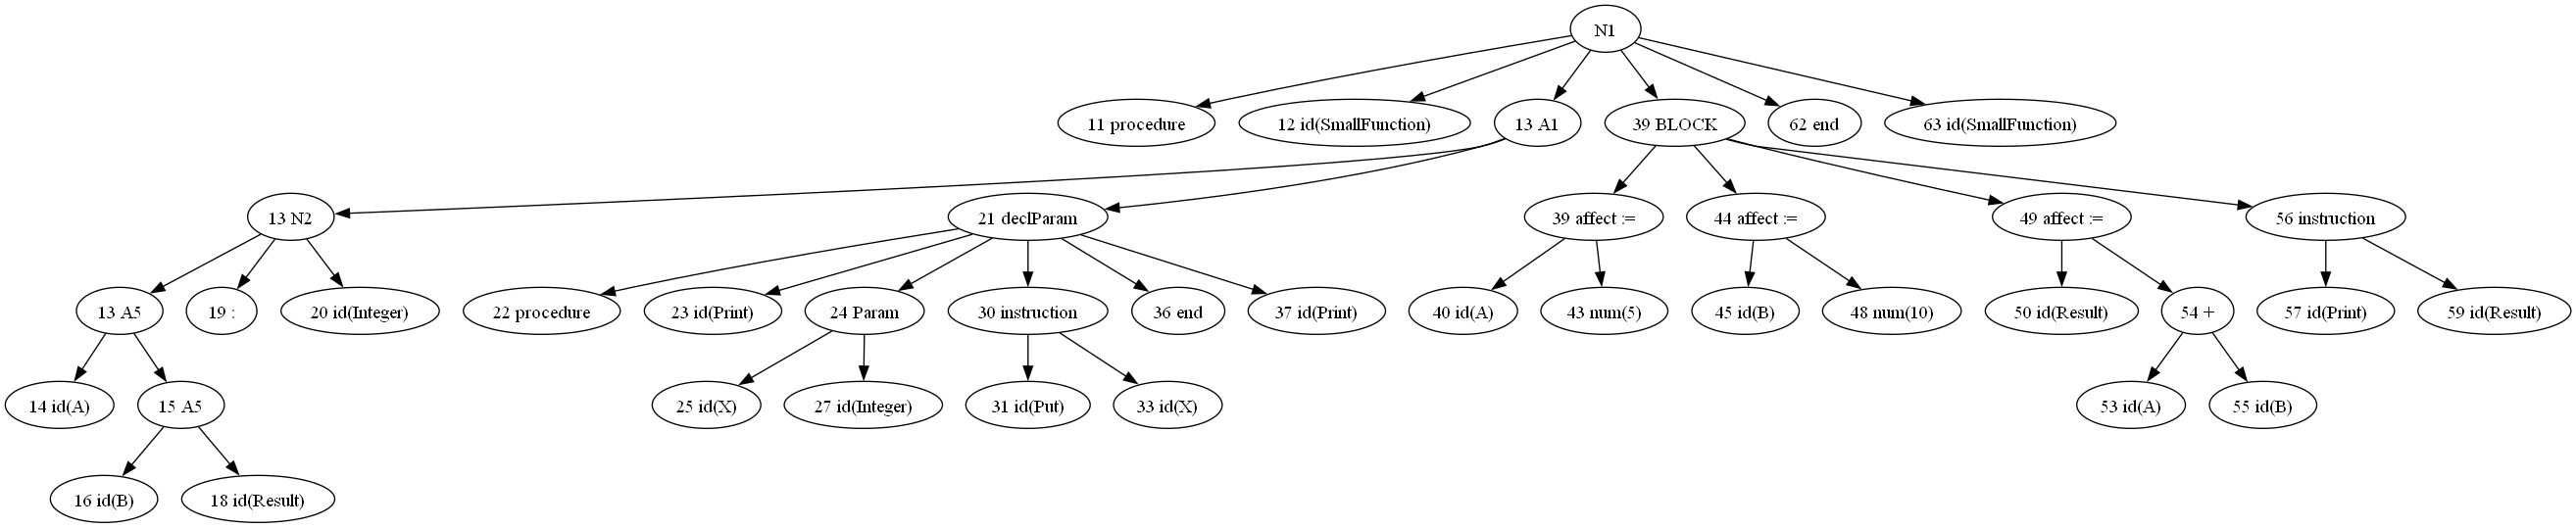 N1
11 procedure
12 id(SmallFunction)
13 A1
39 BLOCK
62 end
63 id(SmallFunction)
13 N2
21 declParam
39 affect :=
44 affect :=
49 affect :=
56 instruction
13 A5
19 :
20 id(Integer)
22 procedure
23 id(Print)
24 Param
30 instruction
36 end
37 id(Print)
40 id(A)
43 num(5)
45 id(B)
48 num(10)
50 id(Result)
54 +
57 id(Print)
59 id(Result)
14 id(A)
15 A5
25 id(X)
27 id(Integer)
31 id(Put)
33 id(X)
53 id(A)
55 id(B)
16 id(B)
18 id(Result)